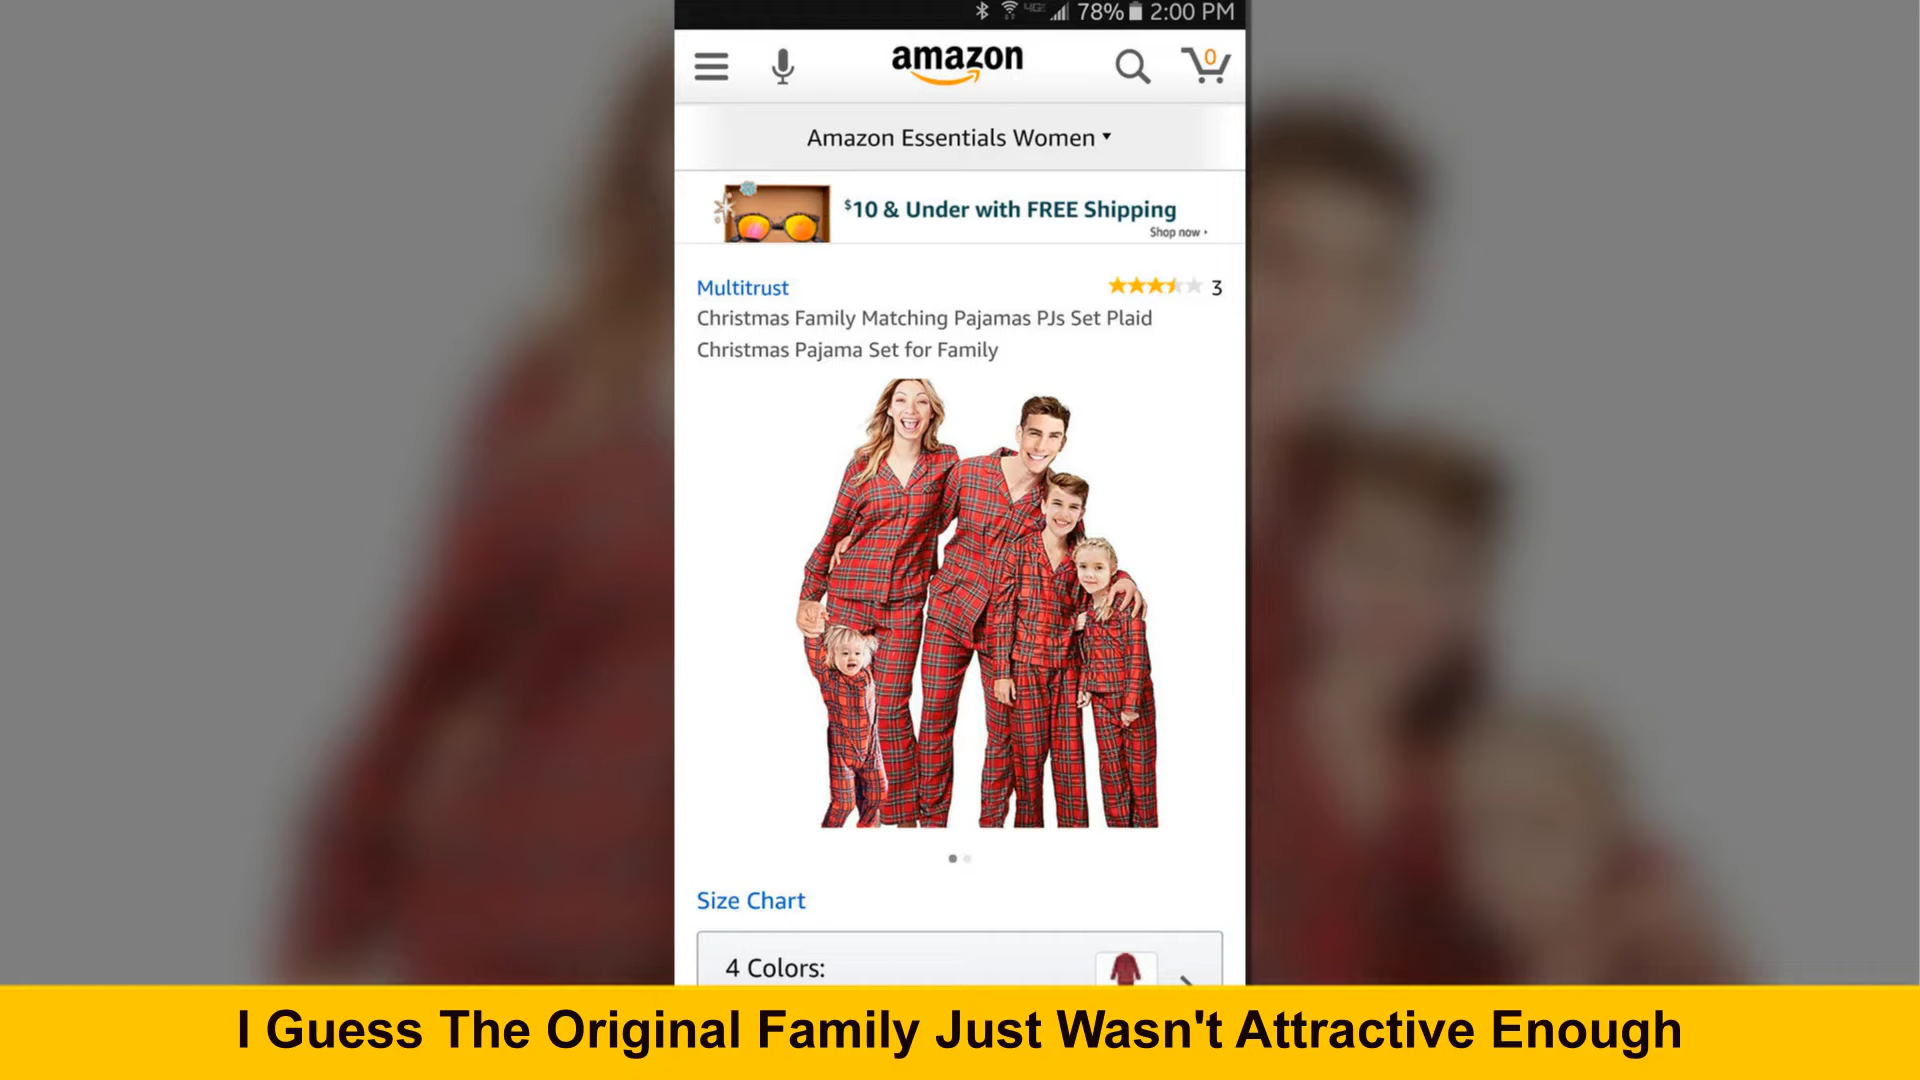 78% 2:00 PM
amazon
0
Amazon Essentials Women
$10 & Under with FREE Shipping
Shop now
Multitrust
3
Christmas Family Matching Pajamas PJs Set Plaid
Christmas Pajama Set for Family
Size Chart
4 Colors:
I Guess The Original Family Just Wasn't Attractive Enough